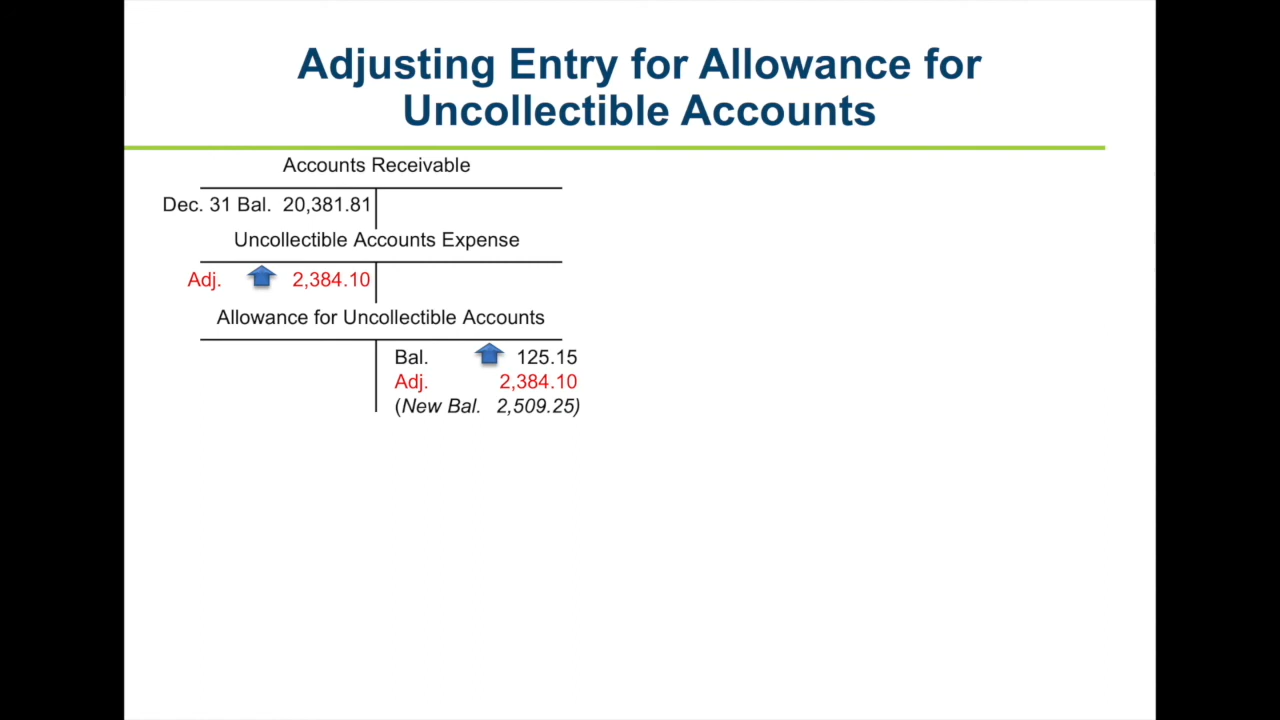 Adjusting Entry for Allowance for
Uncollectible Accounts
Accounts Receivable
Dec. 31 Bal. 20,381.81
Uncollectible Accounts Expense
Adj. 2,384.10
Allowance for Uncollectible Accounts
Bal. 125.15
Adj. 2,384.10
(New Bal. 2,509.25)